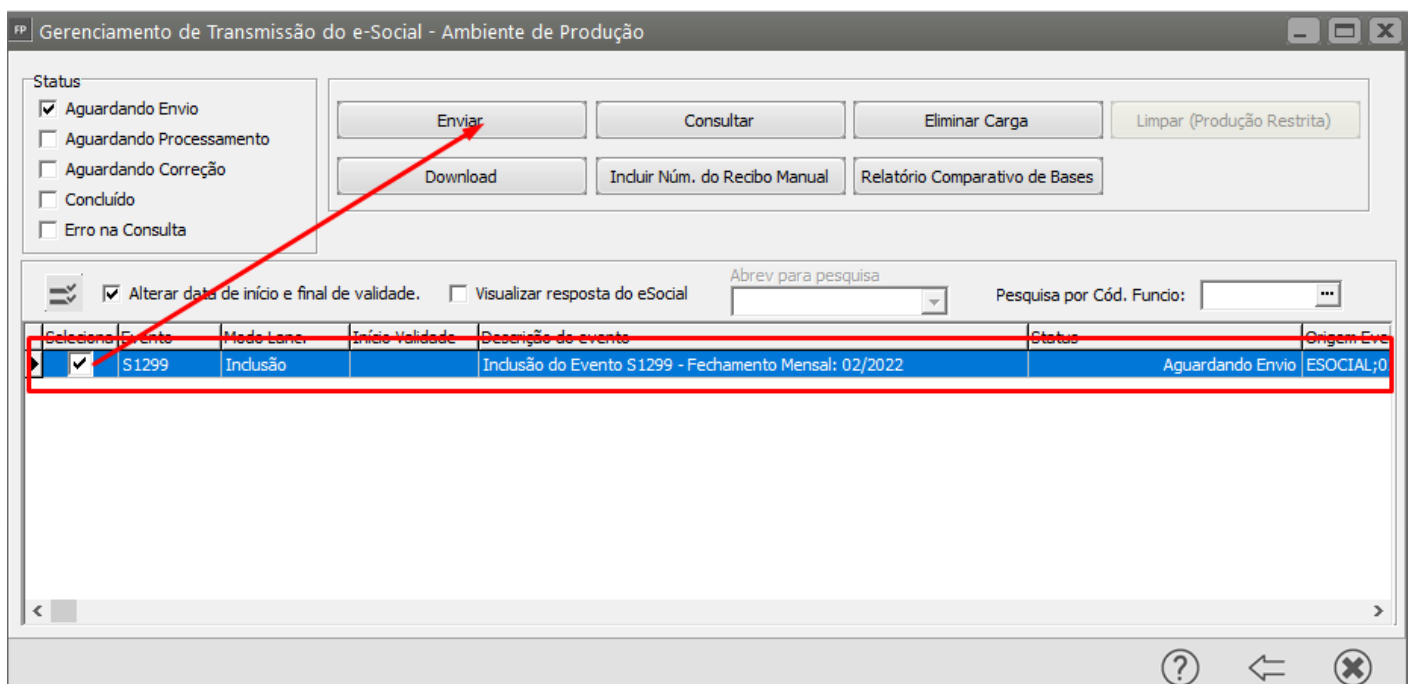 FP Gerenciamento de Transmissão do e-Social - Ambiente de Produção
Status
Aguardando Envio
Aguardando Processamento
Aguardando Correção
Concluído
Erro na Consulta
Enviar Consultar Eliminar Carga Limpar (Produção Restrita)
Download Incluir Núm. do Recibo Manual Relatório Comparativo de Bases
Abrev para pesquisa
Alterar data de início e final de validade. Visualizar resposta do eSocial Pesquisa por Cód. Funcio: ...
Seleciona Evento Modo Lanc. Início Validade Descrição do evento Status Origem Eve
S1299 Inclusão Inclusão do Evento S1299 - Fechamento Mensal: 02/2022 Aguardando Envio ESOCIAL;0